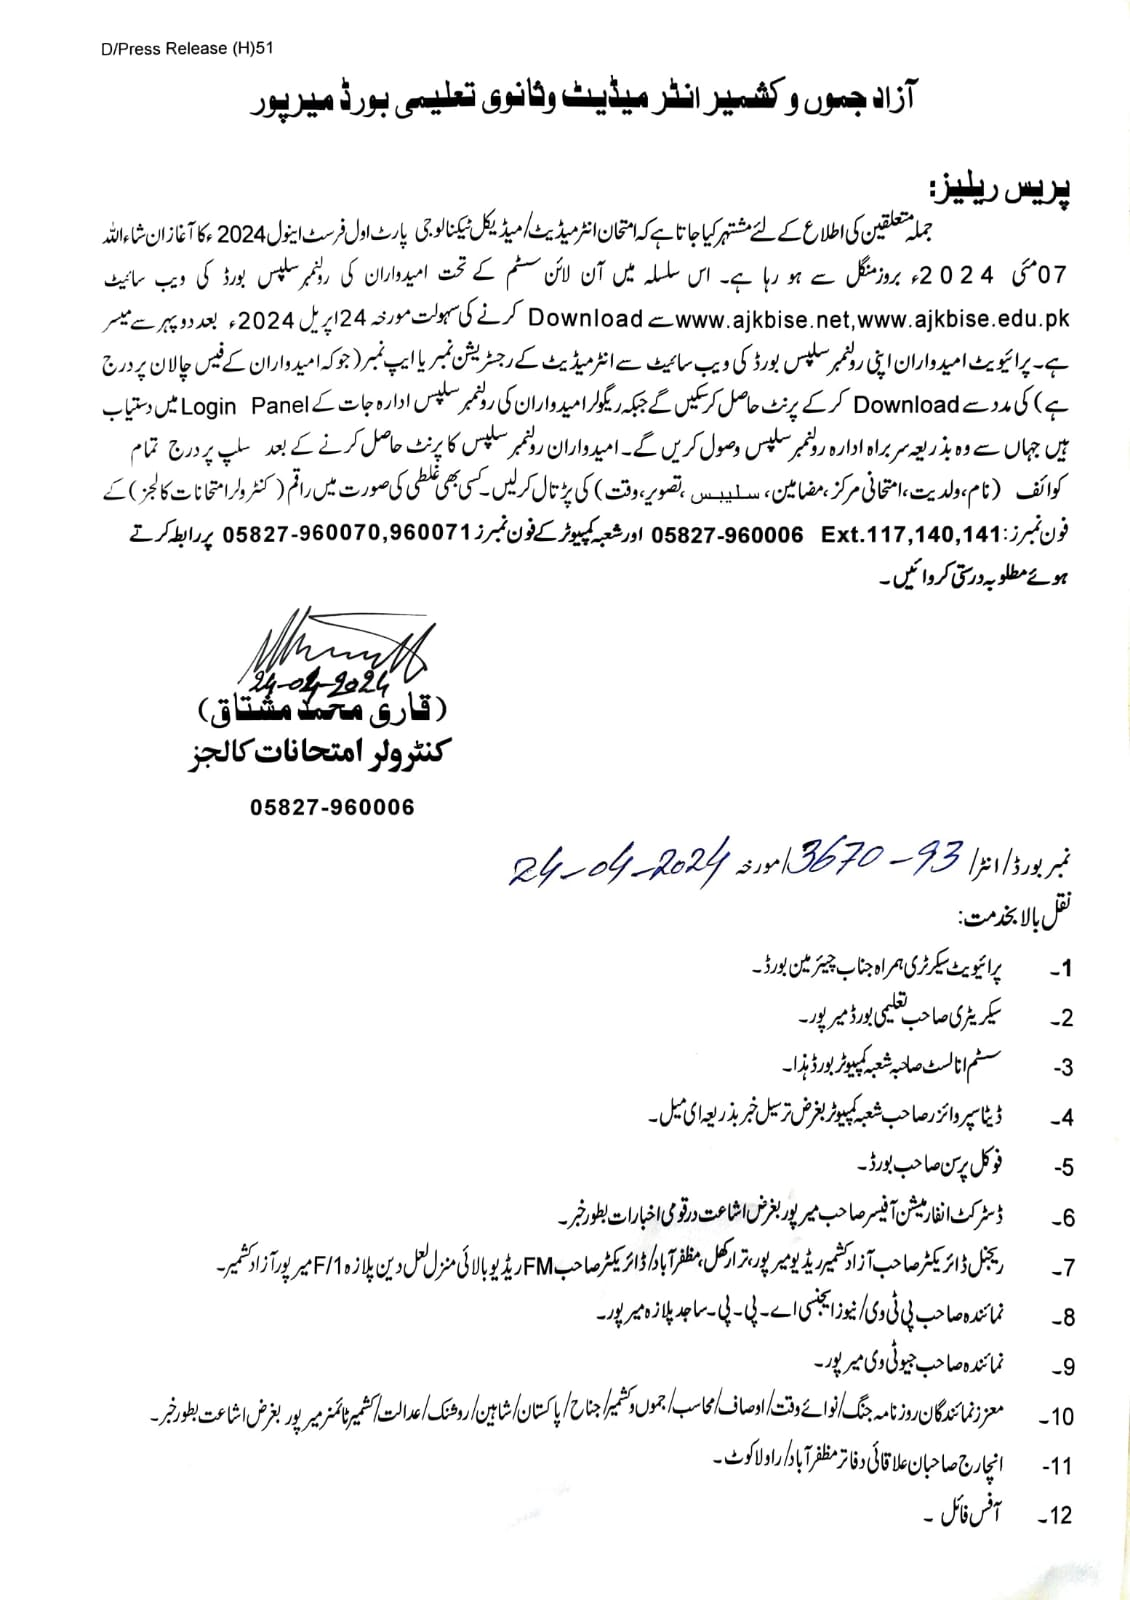 D/Press Release (H)51
آزاد جموں و کشمیر انٹر میڈیٹ وثانوی تعلیمی بورڈ میرپور
پریس ریلیز:
جملہ متعلقین کی اطلاع کے لئے مشتہر کیا جاتا ہے کہ امتحان انٹرمیڈیٹ/میڈیکل ٹیکنالوجی پارٹ اول فرسٹ اینول 2024ء کا آغاز ان شاءاللہ
07مئی 2024ء بروز منگل سے ہو رہا ہے۔ اس سلسلہ میں آن لائن سسٹم کے تحت امیدواران کی رولنمبر سلپس بورڈ کی ویب سائیٹ
www.ajkbise.net,www.ajkbise.edu.pk سے Download کرنے کی سہولت مورخہ 24اپریل 2024ء بعد دوپہر سے میسر
ہے۔ پرائیویٹ امیدواران اپنی رولنمبر سلپس بورڈ کی ویب سائیٹ سے انٹرمیڈیٹ کے رجسٹریشن نمبر یا ایپ نمبر (جو کہ امیدواران کے فیس چالان پر درج
ہے) کی مدد سے Download کر کے پرنٹ حاصل کر سکیں گے جبکہ ریگولر امیدواران کی رولنمبر سلپس ادارہ جات کے Login Panel میں دستیاب
ہیں جہاں سے وہ بذریعہ سربراہ ادارہ رولنمبر سلپس وصول کریں گے۔ امیدواران رولنمبر سلپس کا پرنٹ حاصل کرنے کے بعد سلپ پر درج تمام
کوائف (نام، ولدیت، امتحانی مرکز، مضامین، سلیبس، تصویر، وقت) کی پڑتال کرلیں۔ کسی بھی غلطی کی صورت میں راقم (کنٹرولر امتحانات کالجز) کے
فون نمبرز: 05827-960006 Ext.117,140,141 اور شعبہ کمپیوٹر کے فون نمبرز 05827-960070,960071 پر رابطہ کرتے
ہوئے مطلوبہ درستی کروائیں۔
24-04-2024
(قاری محمد مشتاق)
کنٹرولر امتحانات کالجز
05827-960006
نمبر بورڈ/انٹر/ 3670-93/مورخہ 24-04-2024
نقل بالا بخدمت:
1۔ پرائیویٹ سیکرٹری ہمراہ جناب چیئرمین بورڈ۔
2۔ سیکریٹری صاحب تعلیمی بورڈ میرپور۔
3- سسٹم انالسٹ صاحبہ شعبہ کمپیوٹر بورڈ ہذا۔
4۔ ڈیٹا سپروائزر صاحب شعبہ کمپیوٹر بغرض ترسیل خبر بذریعہ ای میل۔
5- فوکل پرسن صاحب بورڈ۔
6۔ ڈسٹرکٹ انفارمیشن آفیسر صاحب میرپور بغرض اشاعت در قومی اخبارات بطور خبر۔
7۔ ریجنل ڈائریکٹر صاحب آزاد کشمیر ریڈیو میرپور، تراڑکھل، مظفرآباد/ڈائریکٹر صاحب FM ریڈیو بالائی منزل لعل دین پلازہ F/1 میرپور آزاد کشمیر۔
8۔ نمائندہ صاحب پی ٹی وی/نیوز ایجنسی اے۔پی۔پی۔ساجد پلازہ میرپور۔
9۔ نمائندہ صاحب جیو ٹی وی میرپور۔
10۔ معزز نمائندگان روزنامہ جنگ/نوائے وقت/اوصاف/محاسب/جموں وکشمیر/جناح/پاکستان/شاہین/روشنک/عدالت/کشمیر ٹائمنر میرپور بغرض اشاعت بطور خبر۔
11- انچارج صاحبان علاقائی دفاتر مظفرآباد/راولاکوٹ۔
12۔ آفس فائل۔